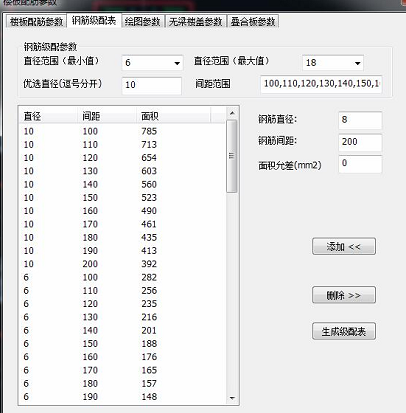 楼板配筋参数
楼板配筋参数 钢筋级配表 绘图参数 无梁楼盖参数 叠合板参数
钢筋级配参数
直径范围（最小值） 6 直径范围（最大值） 18
优选直径(逗号分开) 10 间距范围 100,110,120,130,140,150,1
直径 间距 面积
10 100 785
10 110 713
10 120 654
10 130 603
10 140 560
10 150 523
10 160 490
10 170 461
10 180 435
10 190 413
10 200 392
6 100 282
6 110 256
6 120 235
6 130 216
6 140 201
6 150 188
6 160 176
6 170 165
6 180 157
6 190 148
钢筋直径： 8
钢筋间距： 200
面积允差(mm2) 0
添加 <<
删除 >>
生成级配表